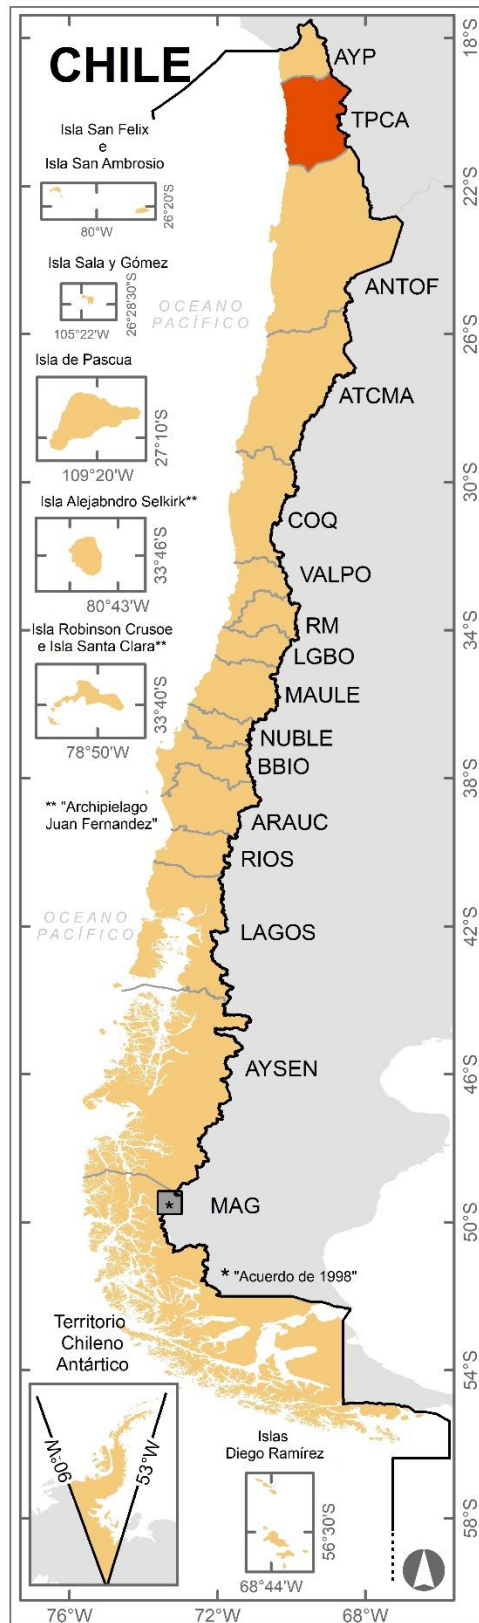 CHILE
18°S
AYP
Isla San Felix
e
Isla San Ambrosio
TPCA
26°20'S
80°W
22°S
Isla Sala y Gómez
26°28'30"S
105°22'W
OCEANO
PACÍFICO
ANTOF
26°S
Isla de Pascua
27°10'S
109°20'W
ATCMA
30°S
Isla Alejabndro Selkirk**
33°46'S
80°43'W
COQ
VALPO
34°S
Isla Robinson Crusoe
e Isla Santa Clara**
33°40'S
78°50'W
RM
LGBO
MAULE
NUBLE
BBIO
38°S
** "Archipielago
Juan Fernandez"
ARAUC
RIOS
OCEANO
PACÍFICO
LAGOS
42°S
AYSEN
46°S
*
MAG
50°S
* "Acuerdo de 1998"
Territorio
Chileno
Antártico
54°S
90°W
53°W
Islas
Diego Ramírez
56°30'S
68°44'W
58°S
76°W
72°W
68°W